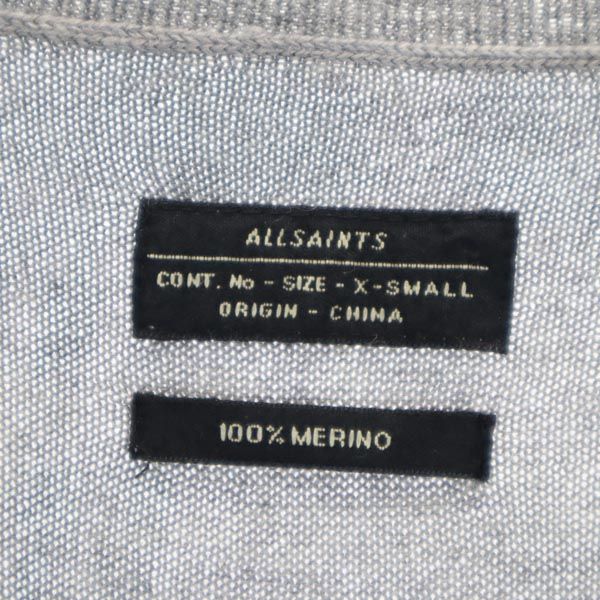 ALLSAINTS
CONT. No - SIZE - X-SMALL
ORIGIN - CHINA
100% MERINO